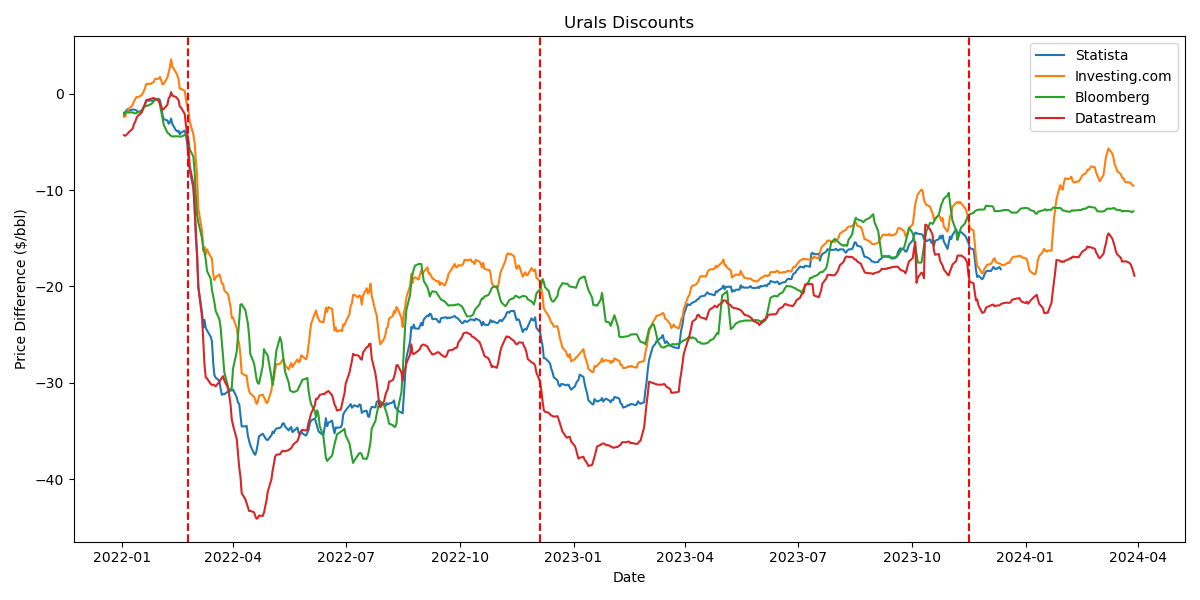 Urals Discounts
Statista
Investing.com
Bloomberg
Datastream
Price Difference ($/bbl)
0
−10
−20
−30
−40
2022-01 2022-04 2022-07 2022-10 2023-01 2023-04 2023-07 2023-10 2024-01 2024-04
Date